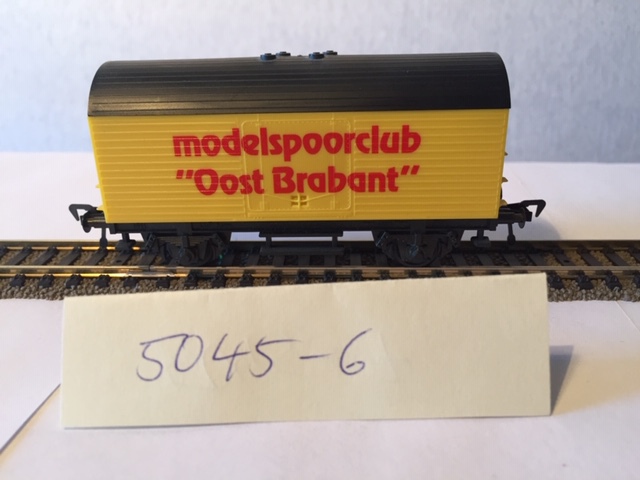 modelspoorclub
"Oost Brabant"
5045-6